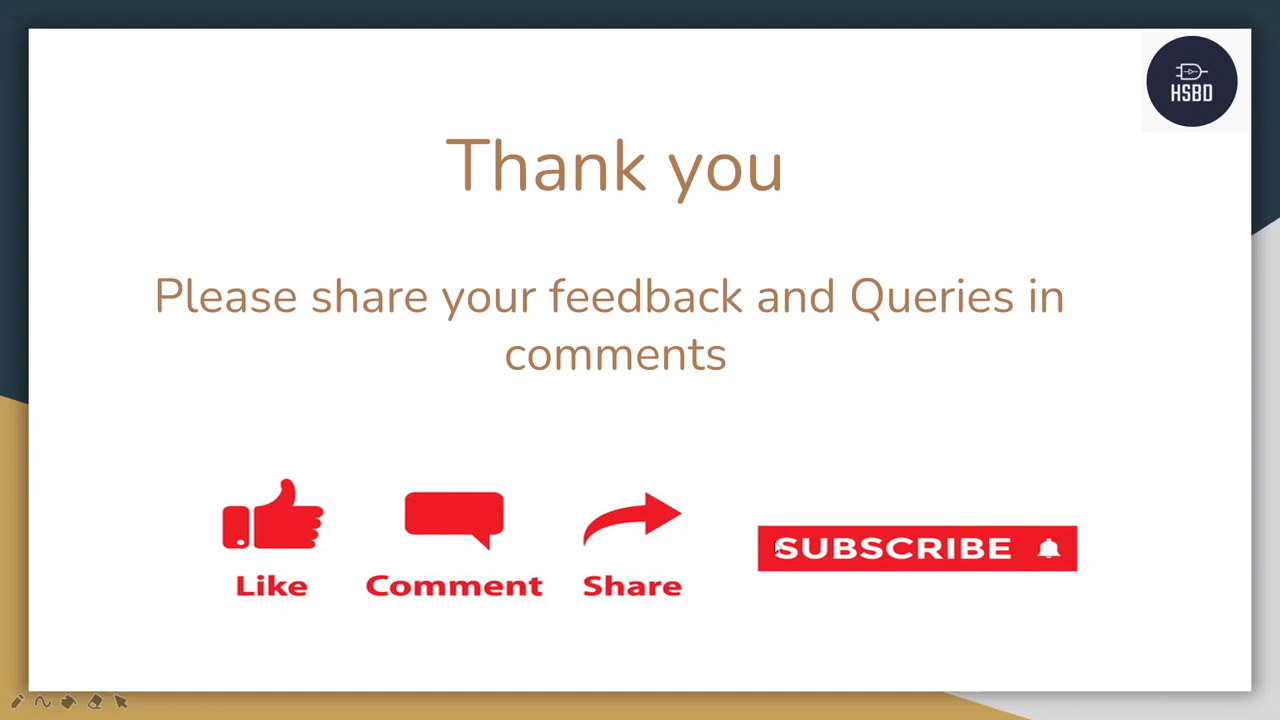 HSBD
Thank you
Please share your feedback and Queries in
comments
Like
Comment
Share
SUBSCRIBE